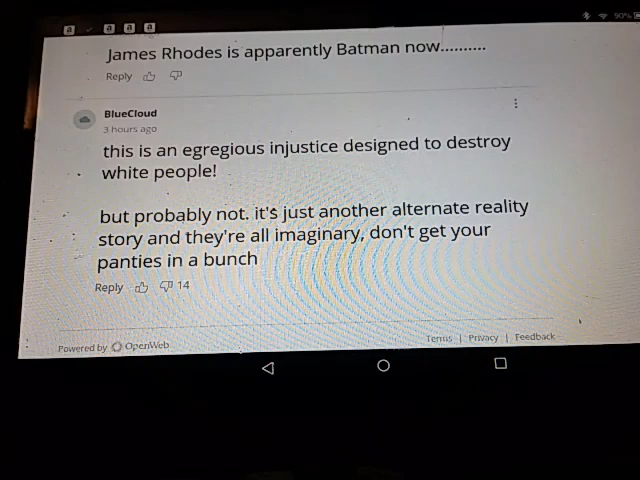 90%
James Rhodes is apparently Batman now..........
Reply
BlueCloud
3 hours ago
this is an egregious injustice designed to destroy
white people!
but probably not. it's just another alternate reality
story and they're all imaginary, don't get your
panties in a bunch
Reply 14
Powered by OpenWeb
Terms | Privacy | Feedback